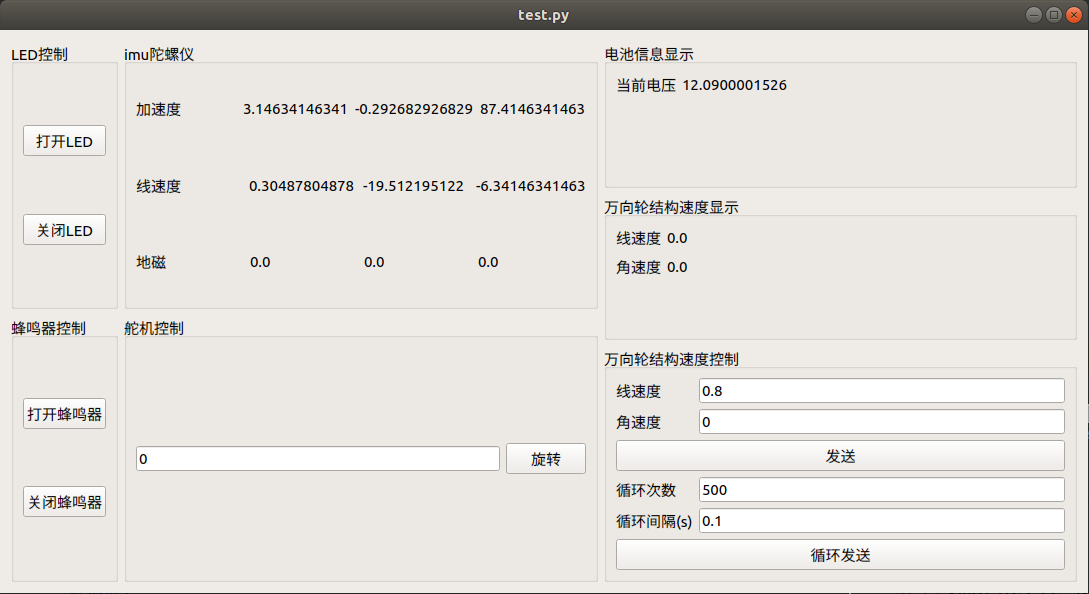 test.py
LED控制
打开LED
关闭LED
imu陀螺仪
加速度 3.14634146341 -0.292682926829 87.4146341463
线速度 0.30487804878 -19.512195122 -6.34146341463
地磁 0.0 0.0 0.0
蜂鸣器控制
打开蜂鸣器
关闭蜂鸣器
舵机控制
0 旋转
电池信息显示
当前电压 12.0900001526
万向轮结构速度显示
线速度 0.0
角速度 0.0
万向轮结构速度控制
线速度 0.8
角速度 0
发送
循环次数 500
循环间隔(s) 0.1
循环发送